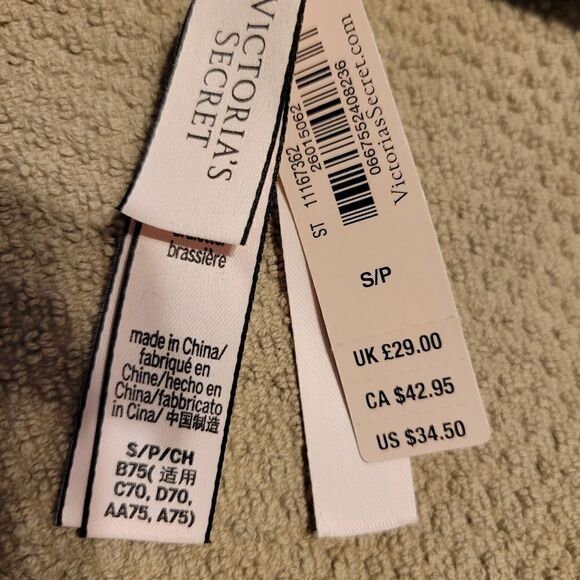 VICTORIA'S
SECRET
brassière
made in China/
fabriqué en
Chine/hecho en
China/fabbricato
in Cina/ 中国制造
S/P/CH
B75( 适用
C70, D70,
AA75, A75)
ST 11167362
26015062
0667552408236
VictoriasSecret.com
S/P
UK £29.00
CA $42.95
US $34.50